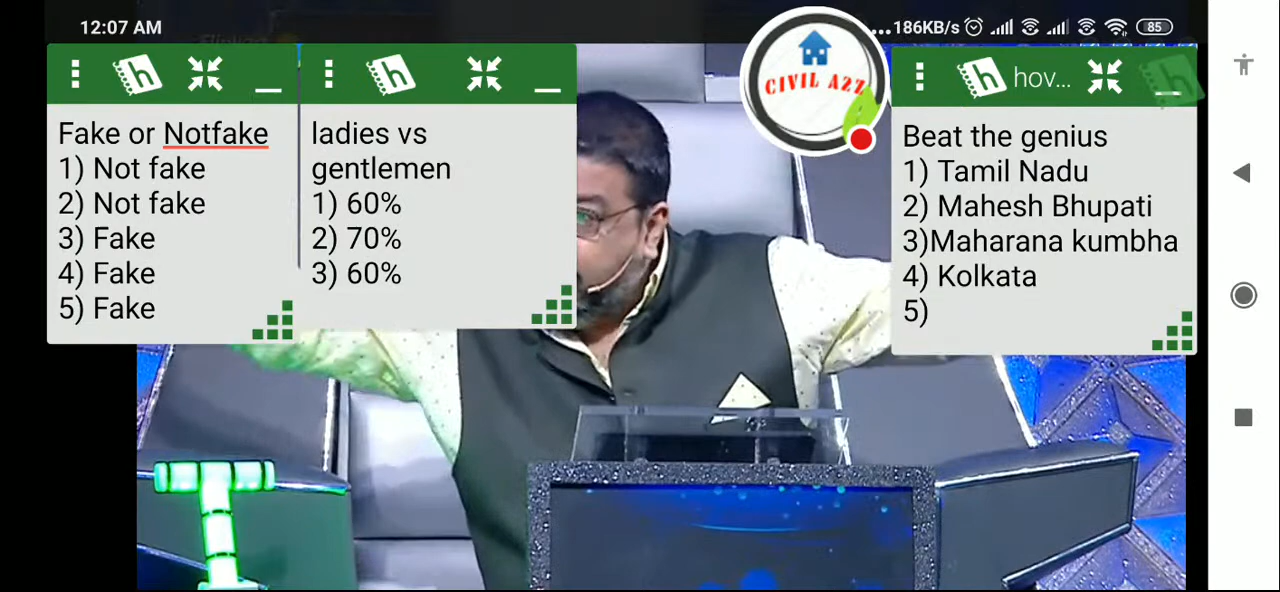 12:07 AM
...186KB/s
85
CIVIL A2Z
hov...
Fake or Notfake
1) Not fake
2) Not fake
3) Fake
4) Fake
5) Fake
ladies vs
gentlemen
1) 60%
2) 70%
3) 60%
Beat the genius
1) Tamil Nadu
2) Mahesh Bhupati
3)Maharana kumbha
4) Kolkata
5)